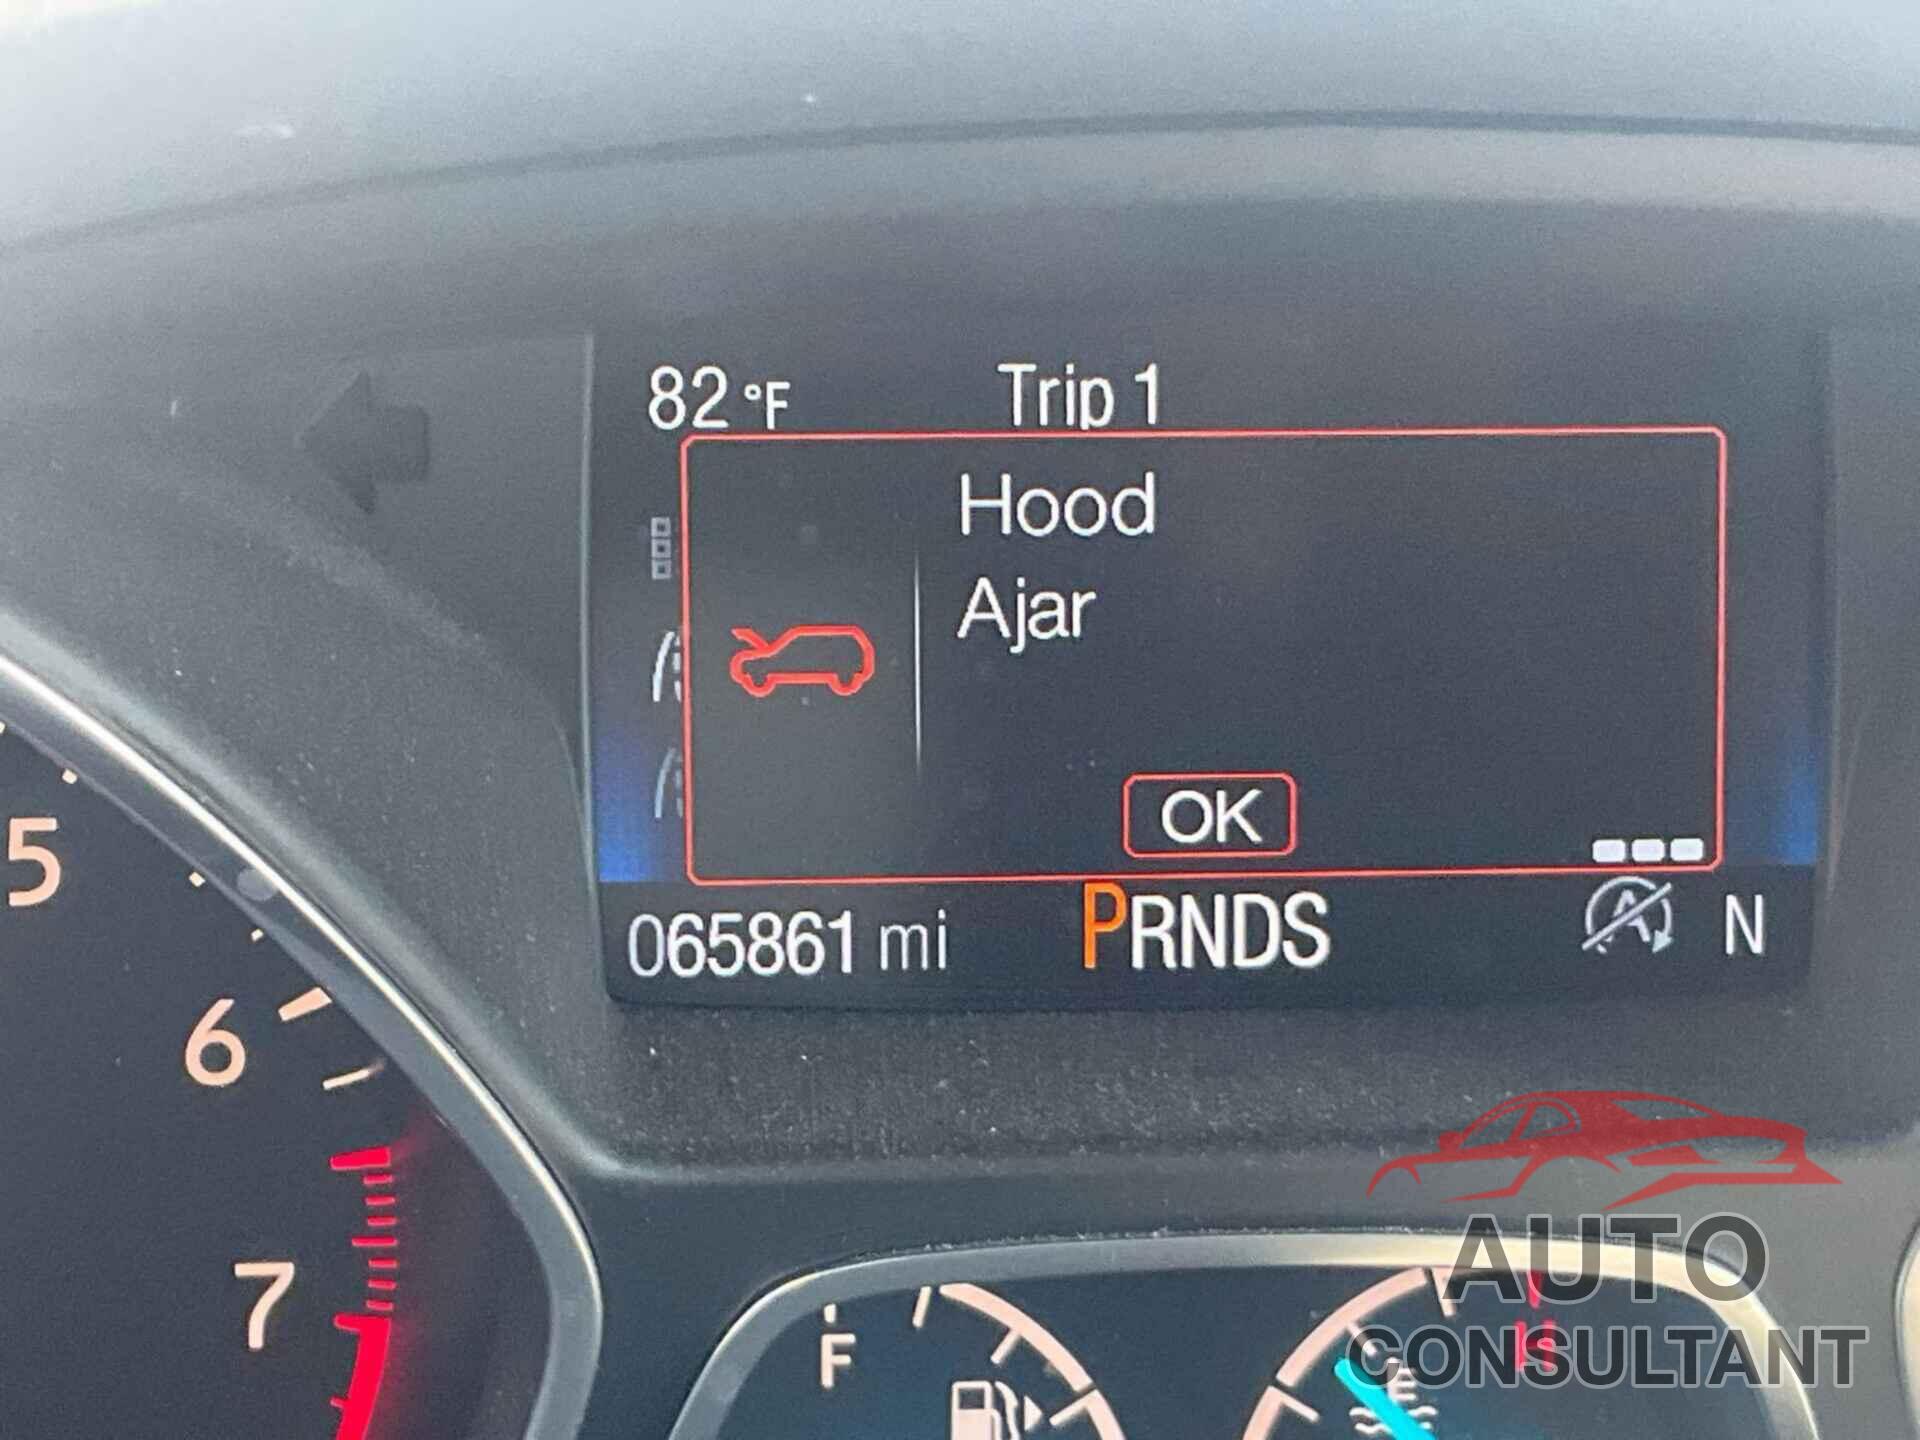 82 °F Trip 1
Hood
Ajar
OK
065861 mi PRNDS N
5
6
7
F
H
AUTO
CONSULTANT